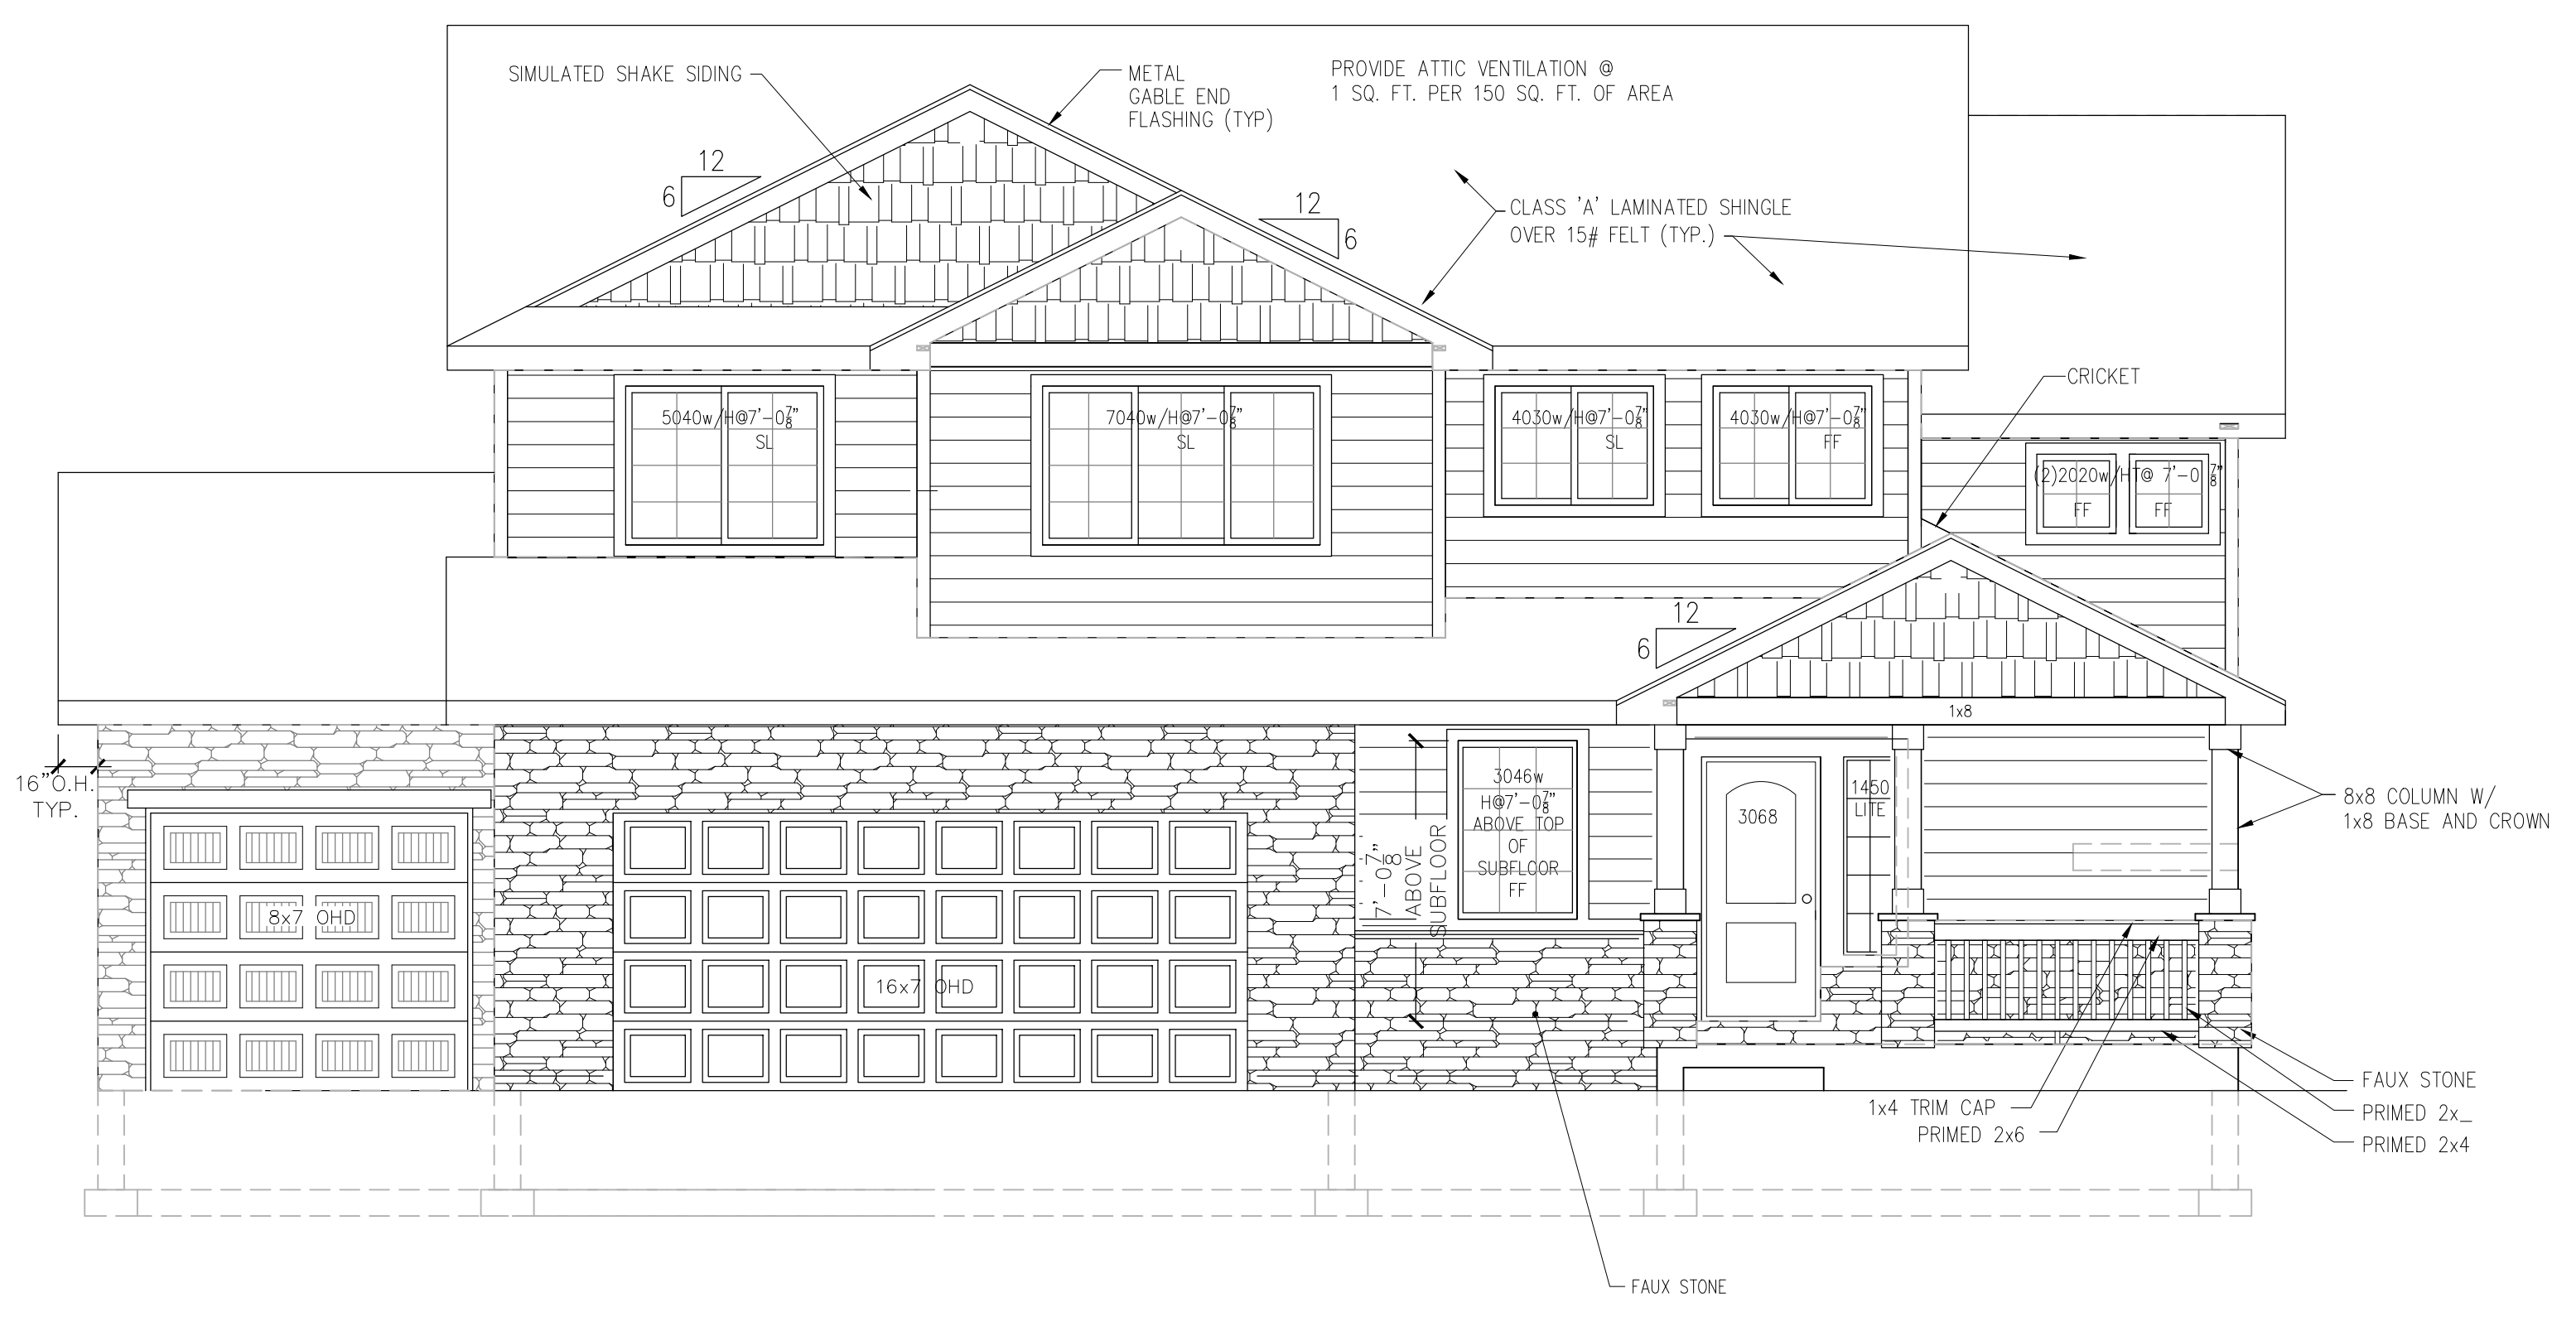 SIMULATED SHAKE SIDING
METAL
GABLE END
FLASHING (TYP)
PROVIDE ATTIC VENTILATION @
1 SQ. FT. PER 150 SQ. FT. OF AREA
12
6
12
6
CLASS 'A' LAMINATED SHINGLE
OVER 15# FELT (TYP.)
CRICKET
5040w/H@7'-0⅞"
SL
7040w/H@7'-0⅞"
SL
4030w/H@7'-0⅞"
SL
4030w/H@7'-0⅞"
FF
(2)2020w/HT@ 7'-0 ⅞"
FF
FF
12
6
1x8
16"O.H.
TYP.
3046w
H@7'-0⅞"
ABOVE TOP
OF
SUBFLOOR
FF
7'-0⅞"
ABOVE
SUBFLOOR
3068
1450
LITE
8x8 COLUMN W/
1x8 BASE AND CROWN
8x7 OHD
16x7 OHD
FAUX STONE
1x4 TRIM CAP
PRIMED 2x_
PRIMED 2x6
PRIMED 2x4
FAUX STONE